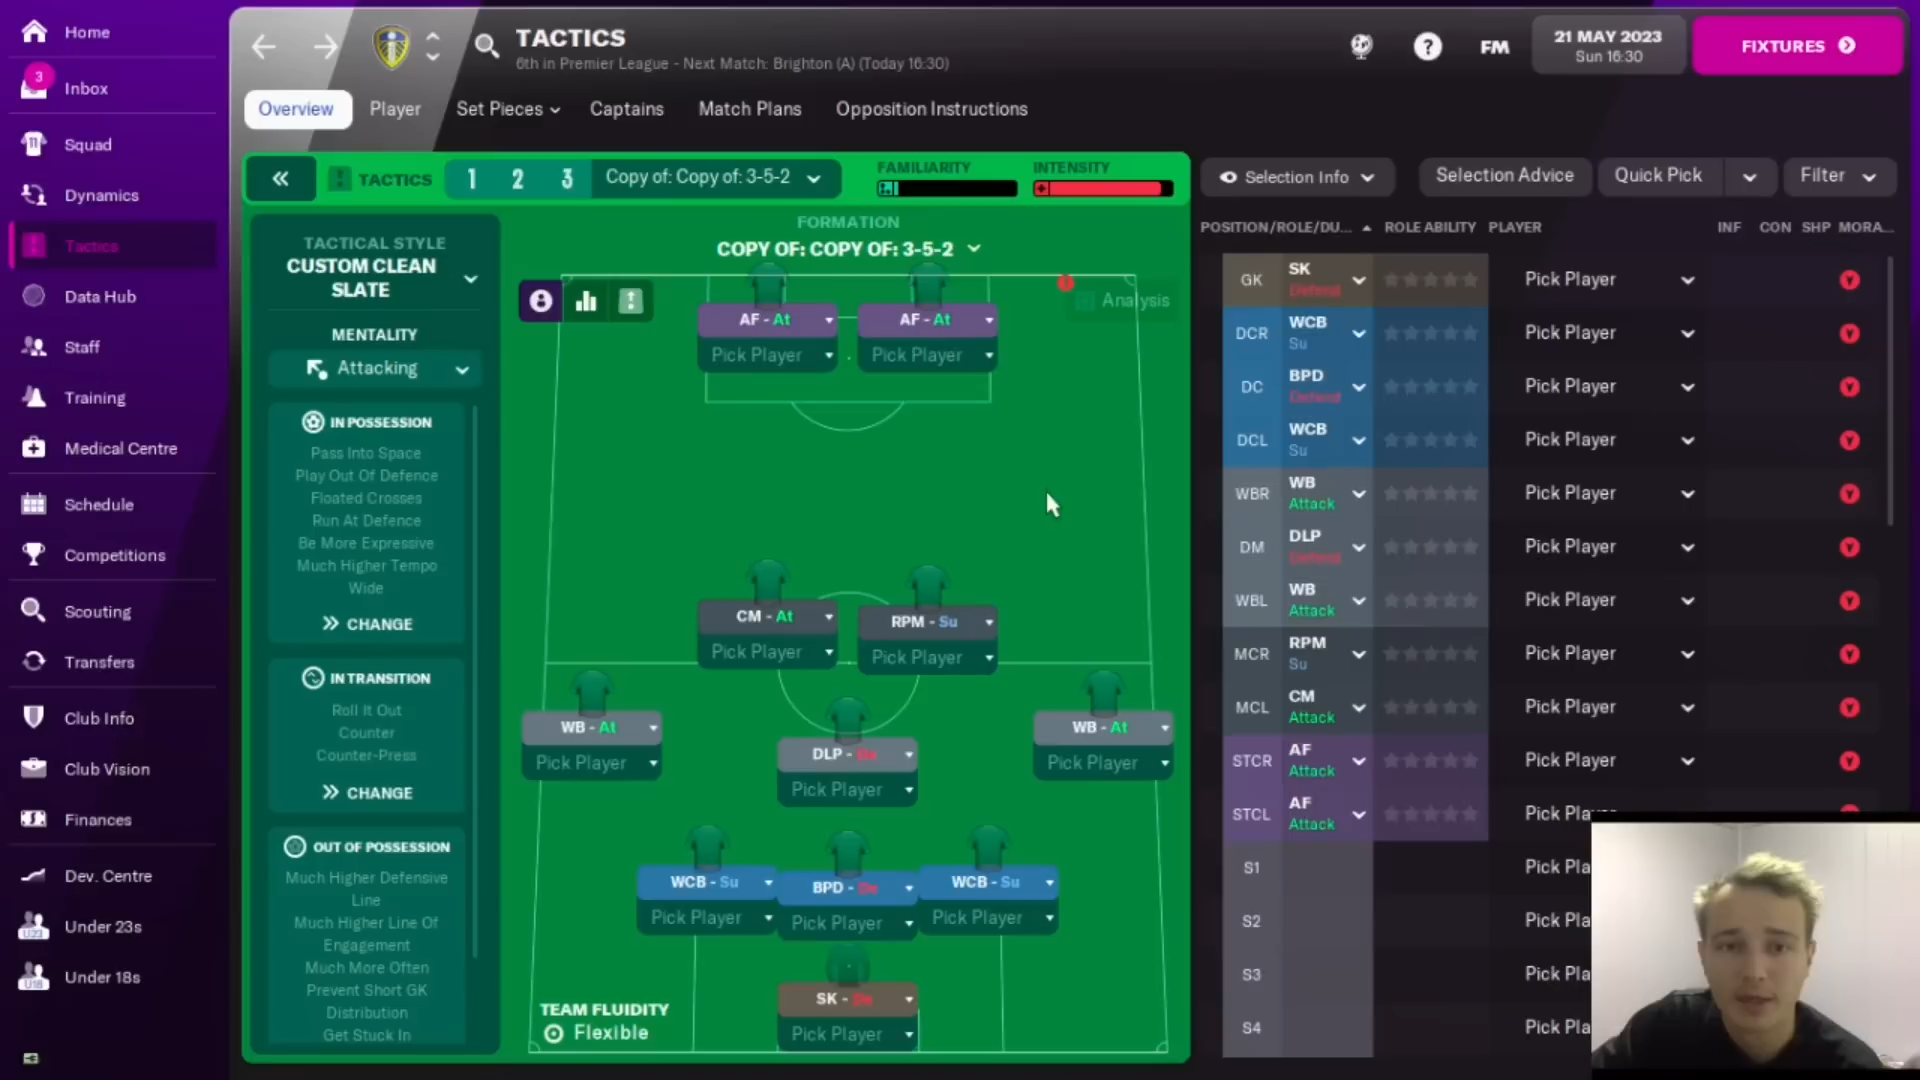 Home
3
Inbox
Squad
Dynamics
Tactics
Data Hub
Staff
Training
Medical Centre
Schedule
Competitions
Scouting
Transfers
Club Info
Club Vision
Finances
Dev. Centre
Under 23s
Under 18s
TACTICS
6th in Premier League - Next Match: Brighton (A) (Today 16:30)
? FM
21 MAY 2023
Sun 16:30
FIXTURES
Overview Player Set Pieces Captains Match Plans Opposition Instructions
TACTICS 1 2 3 Copy of: Copy of: 3-5-2
FAMILIARITY INTENSITY
TACTICAL STYLE
CUSTOM CLEAN
SLATE
MENTALITY
Attacking
IN POSSESSION
Pass Into Space
Play Out Of Defence
Floated Crosses
Run At Defence
Be More Expressive
Much Higher Tempo
Wide
CHANGE
IN TRANSITION
Roll It Out
Counter
Counter-Press
CHANGE
OUT OF POSSESSION
Much Higher Defensive
Line
Much Higher Line Of
Engagement
Much More Often
Prevent Short GK
Distribution
Get Stuck In
FORMATION
COPY OF: COPY OF: 3-5-2
Analysis
AF - At AF - At
Pick Player Pick Player
CM - At RPM - Su
Pick Player Pick Player
WB - At WB - At
Pick Player Pick Player
DLP - De
Pick Player
WCB - Su BPD - De WCB - Su
Pick Player Pick Player Pick Player
SK - De
Pick Player
TEAM FLUIDITY
Flexible
Selection Info Selection Advice Quick Pick Filter
POSITION/ROLE/DU... ROLE ABILITY PLAYER INF CON SHP MORA...
GK SK Defend Pick Player
DCR WCB Su Pick Player
DC BPD Defend Pick Player
DCL WCB Su Pick Player
WBR WB Attack Pick Player
DM DLP Defend Pick Player
WBL WB Attack Pick Player
MCR RPM Su Pick Player
MCL CM Attack Pick Player
STCR AF Attack Pick Player
STCL AF Attack Pick
S1 Pick Pla
S2 Pick Pla
S3 Pick Pla
S4 Pick Pla